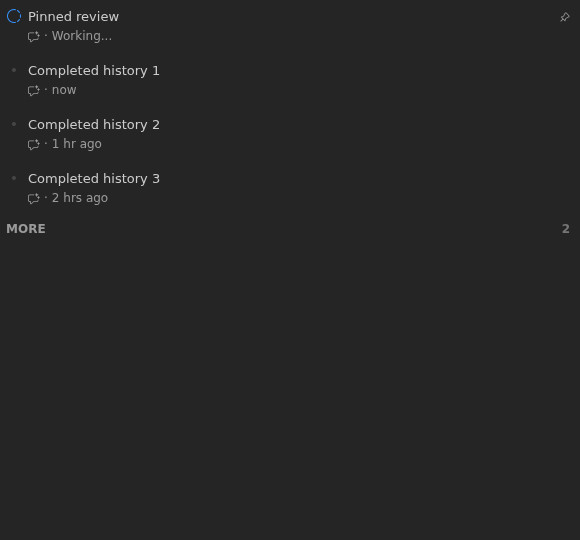 Pinned review
· Working...
Completed history 1
· now
Completed history 2
· 1 hr ago
Completed history 3
· 2 hrs ago
MORE 2